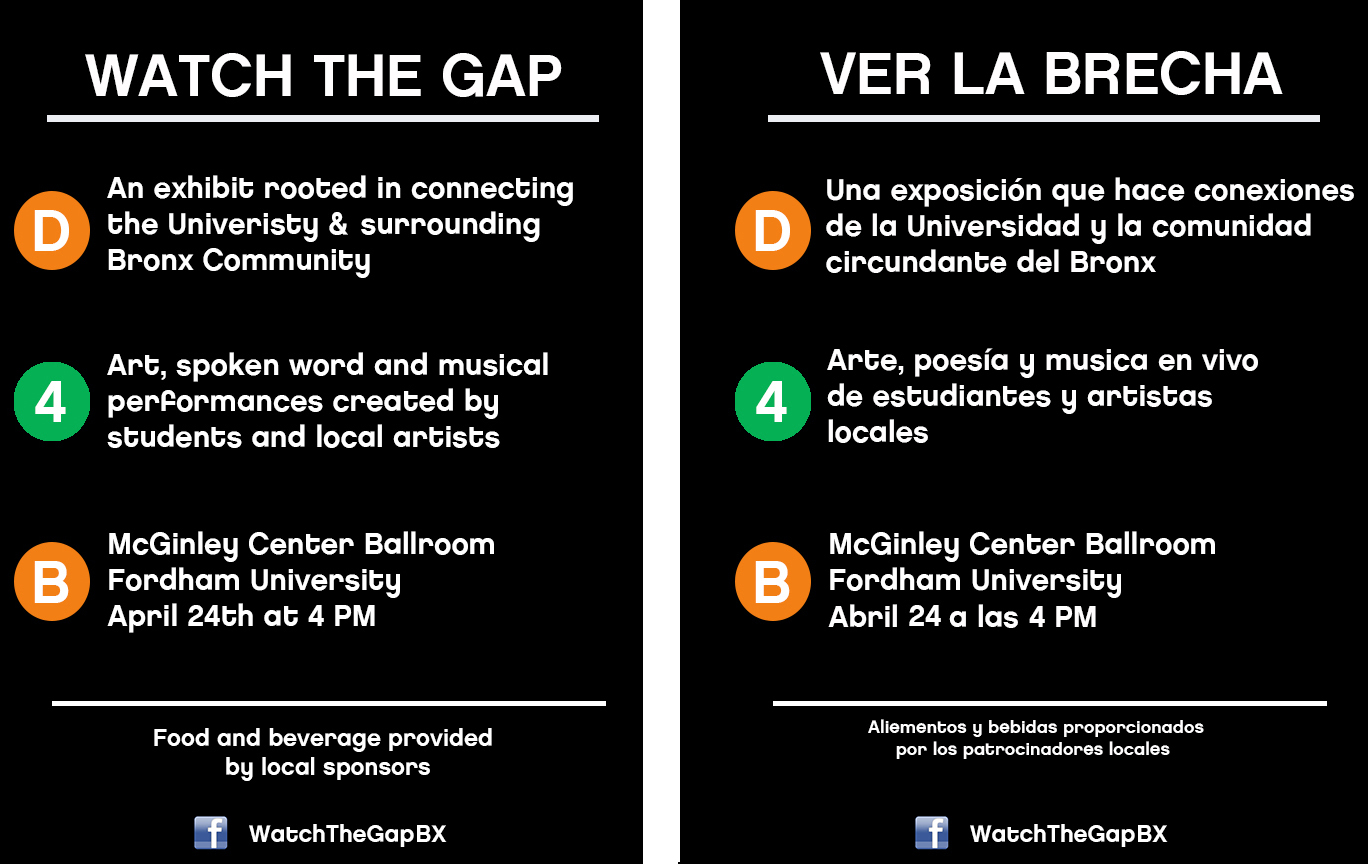 WATCH THE GAP
D
An exhibit rooted in connecting
the Univeristy & surrounding
Bronx Community
4
Art, spoken word and musical
performances created by
students and local artists
B
McGinley Center Ballroom
Fordham University
April 24th at 4 PM
Food and beverage provided
by local sponsors
f WatchTheGapBX
VER LA BRECHA
D
Una exposición que hace conexiones
de la Universidad y la comunidad
circundante del Bronx
4
Arte, poesía y musica en vivo
de estudiantes y artistas
locales
B
McGinley Center Ballroom
Fordham University
Abril 24 a las 4 PM
Aliementos y bebidas proporcionados
por los patrocinadores locales
f WatchTheGapBX